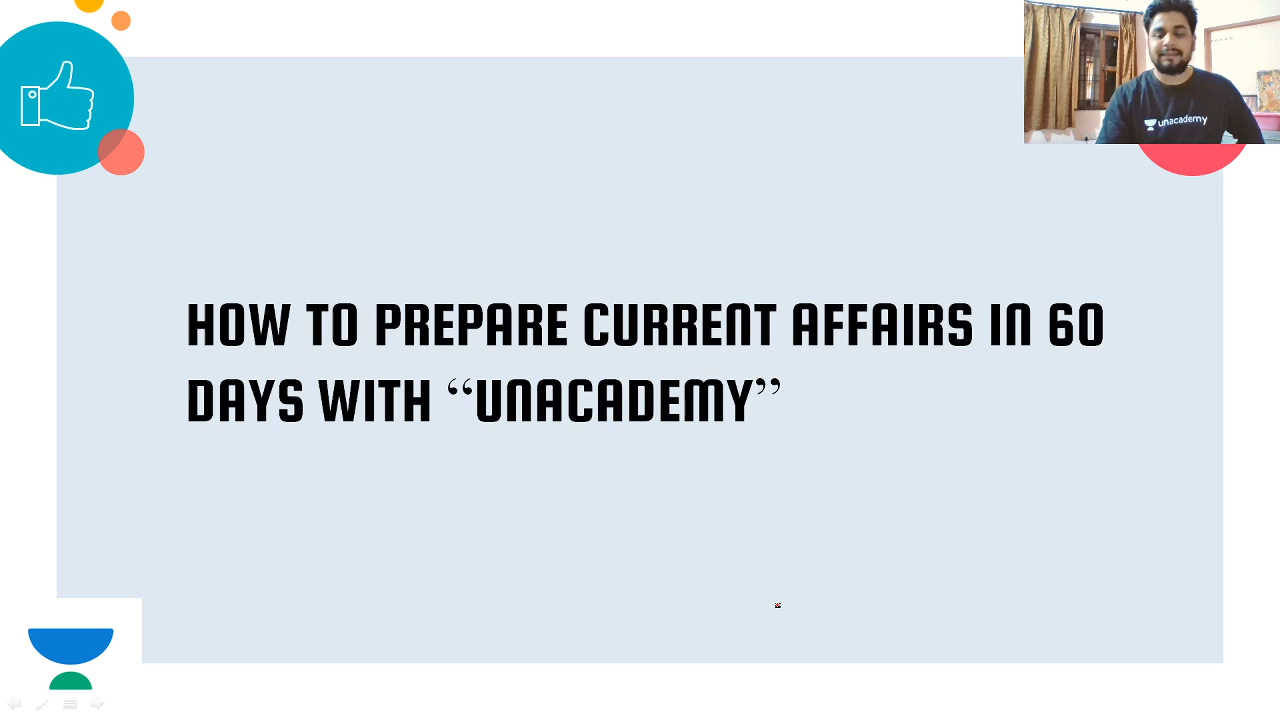 unacademy
HOW TO PREPARE CURRENT AFFAIRS IN 60
DAYS WITH “UNACADEMY”